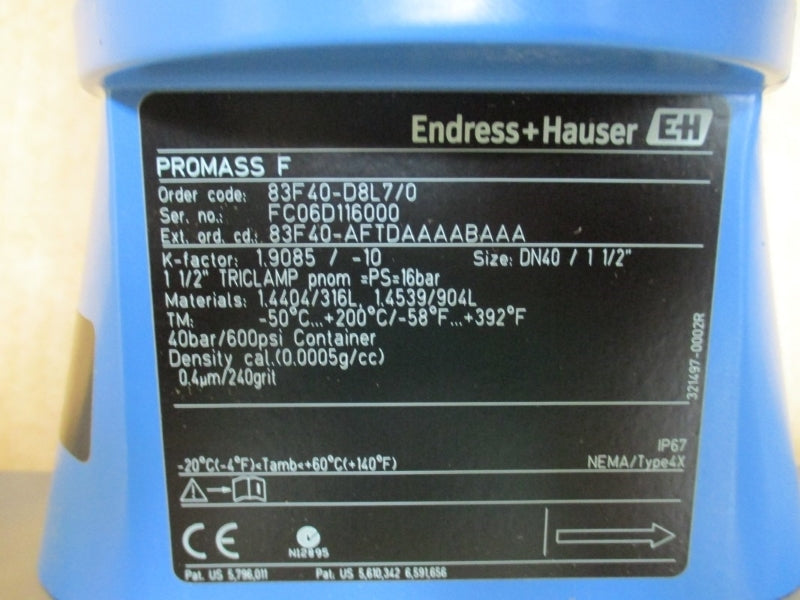 Endress+Hauser EH
PROMASS F
Order code: 83F40-D8L7/0
Ser. no.: FC06D116000
Ext. ord. cd.: 83F40-AFTDAAAABAAA
K-factor: 1.9085 / -10 Size: DN40 / 1 1/2"
1 1/2" TRICLAMP pnom =PS=16bar
Materials: 1.4404/316L, 1.4539/904L
TM: -50°C...+200°C/-58°F...+392°F
40bar/600psi Container
Density cal.(0.0005g/cc)
0.4µm/240grit
321497-0002R
IP67
-20°C(-4°F)<Tamb<+60°C(+140°F) NEMA/Type4X
CE
N12895
Pat. US 5,796,011 Pat. US 5,610,342 6,591,656